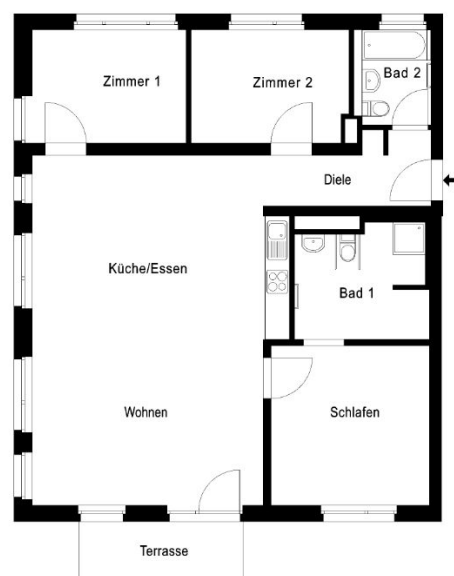 Zimmer 1
Zimmer 2
Bad 2
Diele
Küche/Essen
Bad 1
Wohnen
Schlafen
Terrasse